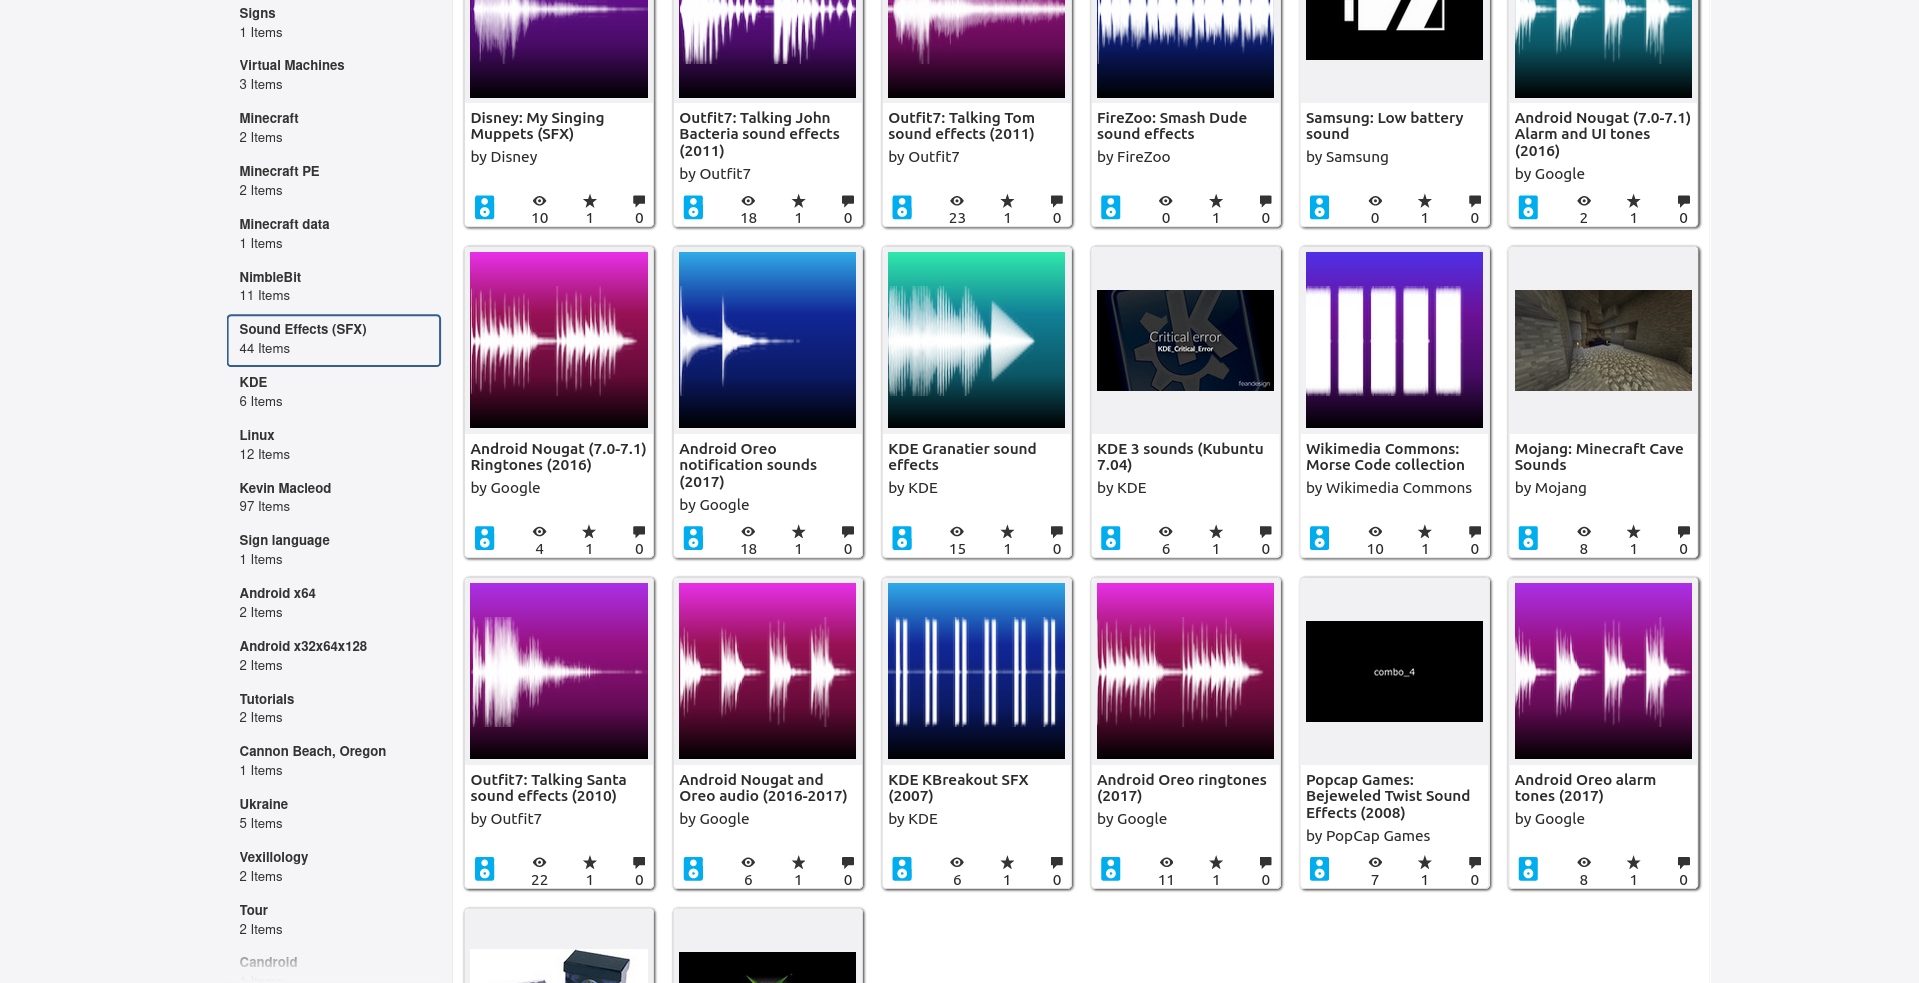 Signs
1 Items
Virtual Machines
3 Items
Minecraft
2 Items
Minecraft PE
2 Items
Minecraft data
1 Items
NimbleBit
11 Items
Sound Effects (SFX)
44 Items
KDE
6 Items
Linux
12 Items
Kevin Macleod
97 Items
Sign language
1 Items
Android x64
2 Items
Android x32x64x128
2 Items
Tutorials
2 Items
Cannon Beach, Oregon
1 Items
Ukraine
5 Items
Vexillology
2 Items
Tour
2 Items
Candroid
Disney: My Singing
Muppets (SFX)
by Disney
10 1 0
Outfit7: Talking John
Bacteria sound effects
(2011)
by Outfit7
18 1 0
Outfit7: Talking Tom
sound effects (2011)
by Outfit7
23 1 0
FireZoo: Smash Dude
sound effects
by FireZoo
0 1 0
Samsung: Low battery
sound
by Samsung
0 1 0
Android Nougat (7.0-7.1)
Alarm and UI tones
(2016)
by Google
2 1 0
Android Nougat (7.0-7.1)
Ringtones (2016)
by Google
4 1 0
Android Oreo
notification sounds
(2017)
by Google
18 1 0
KDE Granatier sound
effects
by KDE
15 1 0
Critical error
KDE_Critical_Error
fleandesign
KDE 3 sounds (Kubuntu
7.04)
by KDE
6 1 0
Wikimedia Commons:
Morse Code collection
by Wikimedia Commons
10 1 0
Mojang: Minecraft Cave
Sounds
by Mojang
8 1 0
Outfit7: Talking Santa
sound effects (2010)
by Outfit7
22 1 0
Android Nougat and
Oreo audio (2016-2017)
by Google
6 1 0
KDE KBreakout SFX
(2007)
by KDE
6 1 0
Android Oreo ringtones
(2017)
by Google
11 1 0
combo_4
Popcap Games:
Bejeweled Twist Sound
Effects (2008)
by PopCap Games
7 1 0
Android Oreo alarm
tones (2017)
by Google
8 1 0